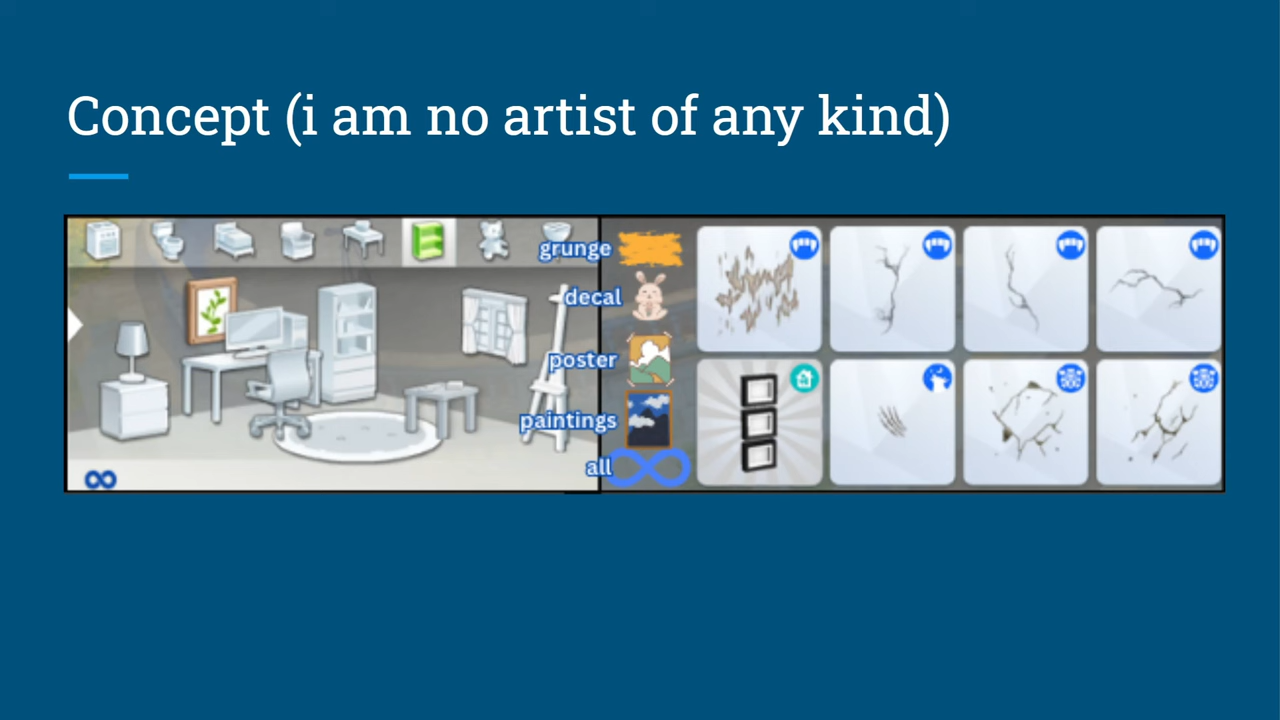 Concept (i am no artist of any kind)
grunge
decal
poster
paintings
all